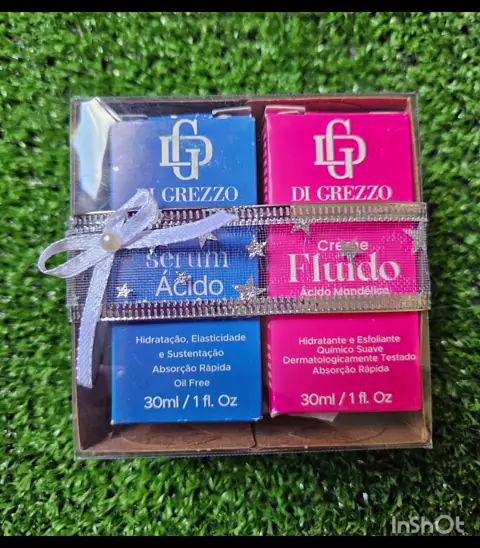 DG
DI GREZZO
serum
Ácido
Hidratação, Elasticidade
e Sustentação
Absorção Rápida
Oil Free
30ml / 1 fl. Oz
DG
DI GREZZO
Creme
Fluido
Ácido Mandélico
Hidratante e Esfoliante
Químico Suave
Dermatologicamente Testado
Absorção Rápida
30ml / 1 fl. Oz
InShOt